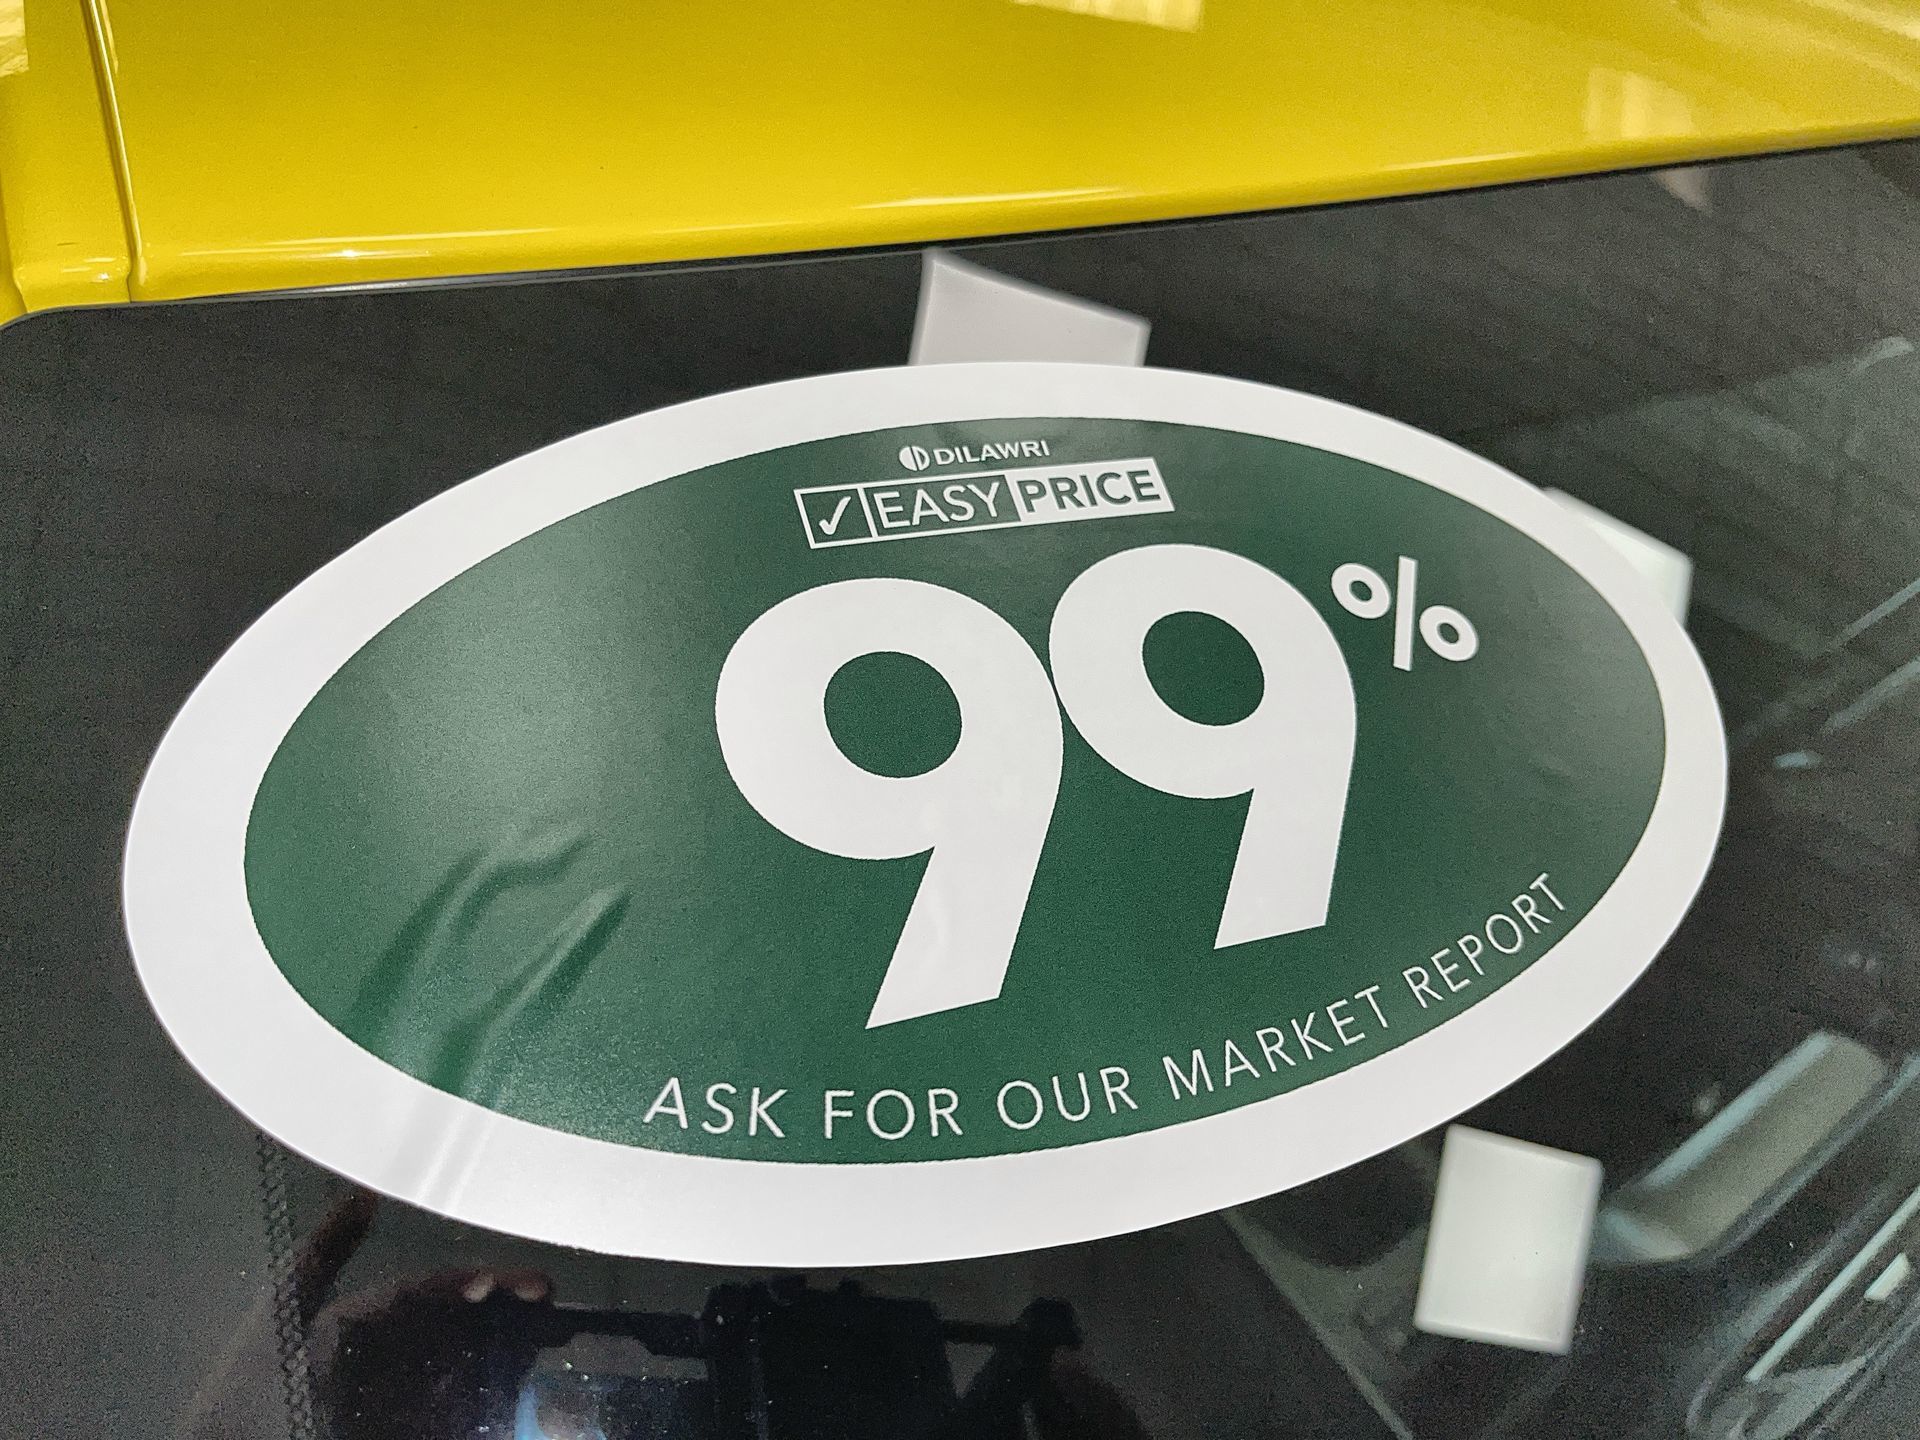 DILAWRI
✓ EASY PRICE
99%
ASK FOR OUR MARKET REPORT